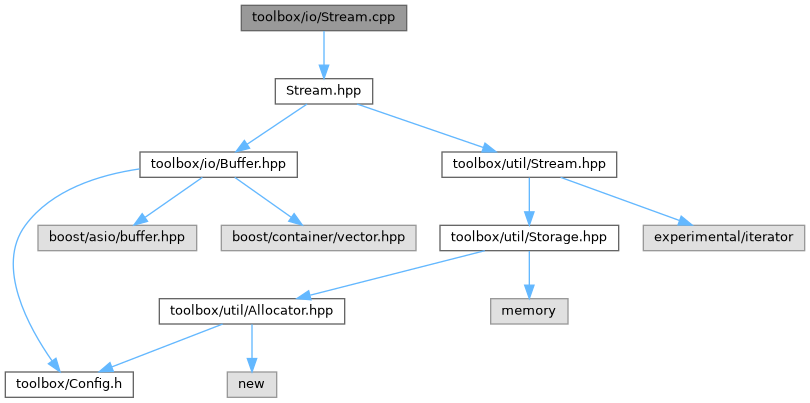 toolbox/io/Stream.cpp
Stream.hpp
toolbox/io/Buffer.hpp
toolbox/util/Stream.hpp
boost/asio/buffer.hpp
boost/container/vector.hpp
toolbox/util/Storage.hpp
experimental/iterator
toolbox/util/Allocator.hpp
memory
toolbox/Config.h
new